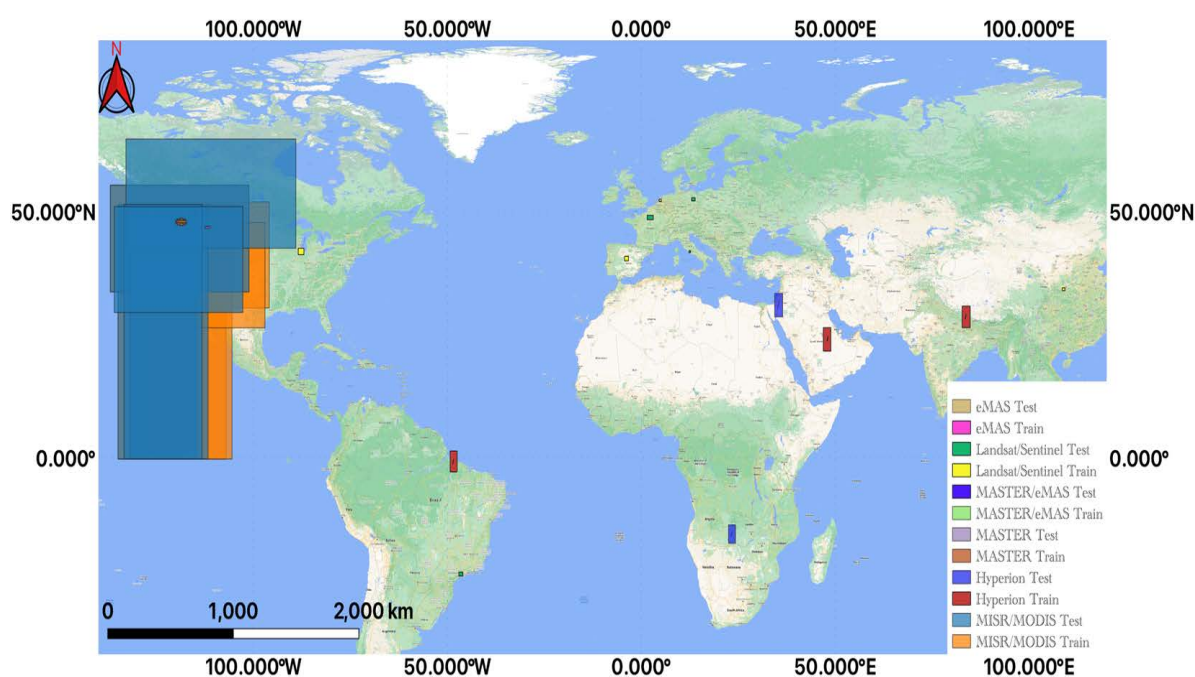 100.000°W 50.000°W 0.000° 50.000°E 100.000°E
N
50.000°N 50.000°N
0.000° 0.000°
eMAS Test
eMAS Train
Landsat/Sentinel Test
Landsat/Sentinel Train
MASTER/eMAS Test
MASTER/eMAS Train
MASTER Test
MASTER Train
Hyperion Test
Hyperion Train
MISR/MODIS Test
MISR/MODIS Train
0 1,000 2,000 km
100.000°W 50.000°W 0.000° 50.000°E 100.000°E